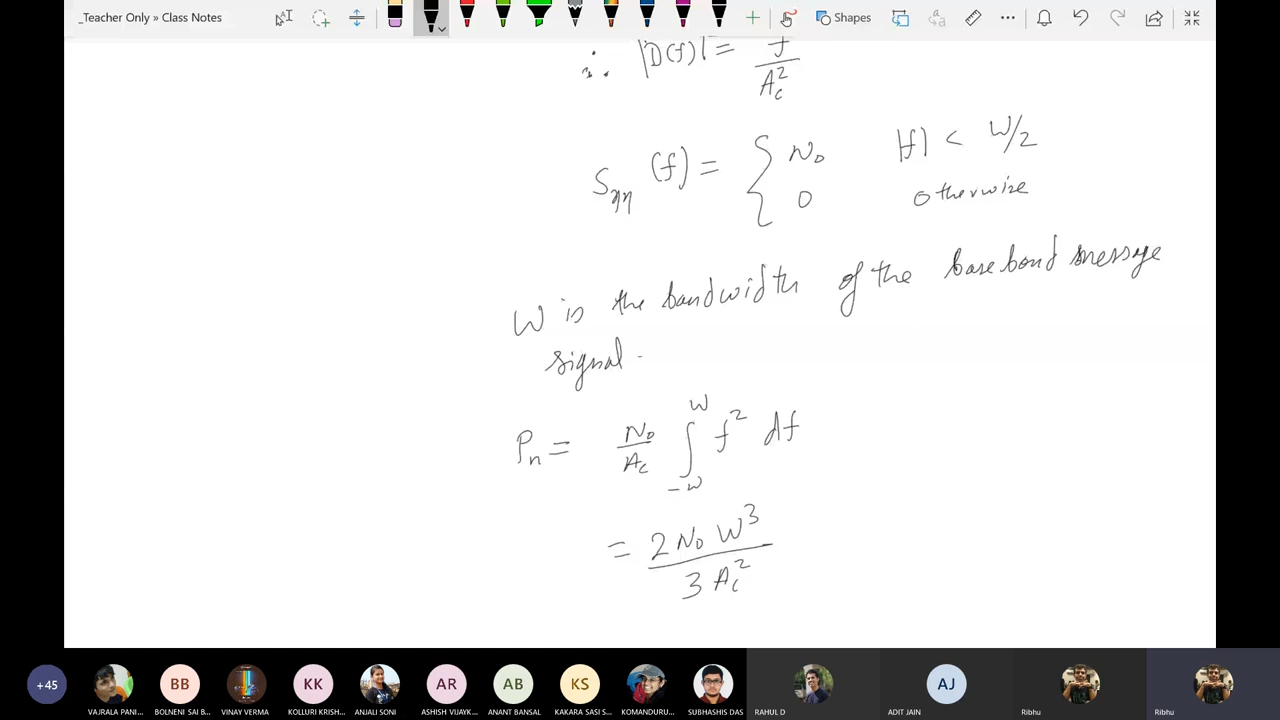 _Teacher Only » Class Notes
Shapes
∴ |D(f)|² = f² / A_c²
S_ηη (f) = { N₀ |f| < W/2
0 otherwize
W is the bandwidth of the baseband message
signal.
P_n = N₀/A_c ∫_{-W}^{W} f² df
= 2 N₀ W³ / 3 A_c²
+45
BB
KK
AR
AB
KS
AJ
VAJRALA PANI...
BOLNENI SAI B...
VINAY VERMA
KOLLURI KRISH...
ANJALI SONI
ASHISH VIJAYK...
ANANT BANSAL
KAKARA SASI S...
KOMANDURU...
SUBHASHIS DAS
RAHUL D
ADIT JAIN
Ribhu
Ribhu